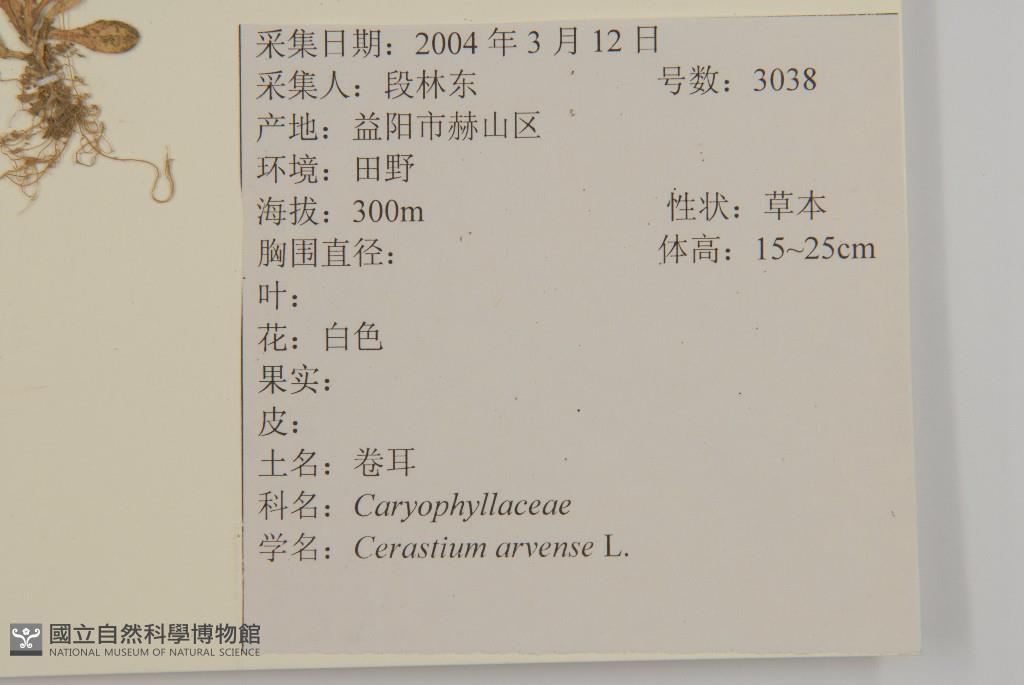 采集日期：2004 年 3 月 12 日
采集人：段林东 号数：3038
产地：益阳市赫山区
环境：田野
海拔：300m 性状：草本
胸围直径： 体高：15~25cm
叶：
花：白色
果实：
皮：
土名：卷耳
科名：Caryophyllaceae
学名：Cerastium arvense L.
國立自然科學博物館
NATIONAL MUSEUM OF NATURAL SCIENCE